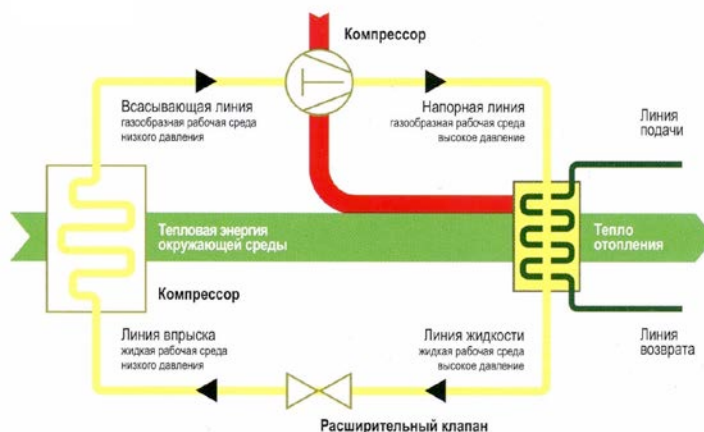 Компрессор
Всасывающая линия
газообразная рабочая среда
низкого давления
Напорная линия
газообразная рабочая среда
высокое давление
Линия
подачи
Тепловая энергия
окружающей среды
Тепло
отопления
Компрессор
Линия впрыска
жидкая рабочая среда
низкого давления
Линия жидкости
жидкая рабочая среда
высокое давление
Линия
возврата
Расширительный клапан